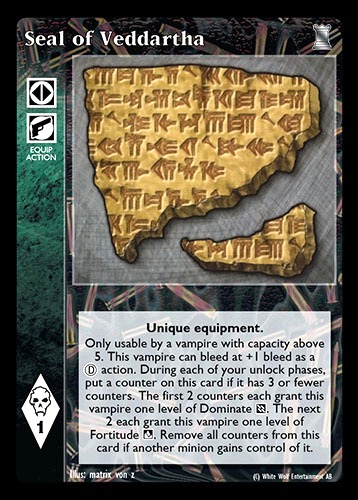 Seal of Veddartha
EQUIP
ACTION
Unique equipment.
Only usable by a vampire with capacity above
5. This vampire can bleed at +1 bleed as a
Ⓓ action. During each of your unlock phases,
put a counter on this card if it has 3 or fewer
counters. The first 2 counters each grant this
vampire one level of Dominate. The next
2 each grant this vampire one level of
Fortitude. Remove all counters from this
card if another minion gains control of it.
1
Illus: matrix von z
(C) White Wolf Entertainment AB